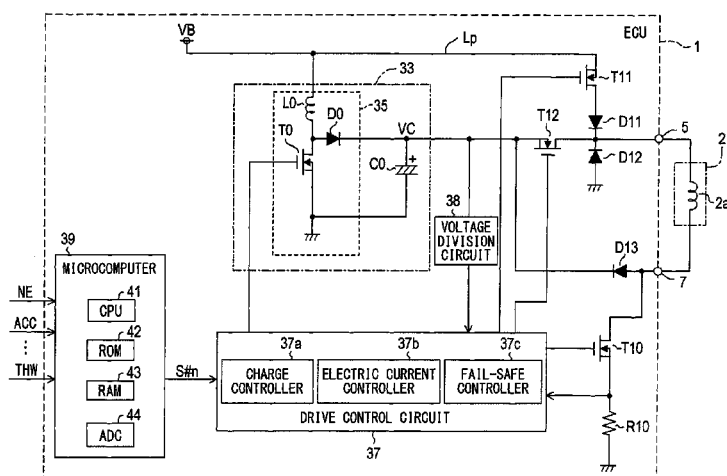 VB
Lp
ECU
1
33
T11
L0
35
D0
VC
T12
D11
5
T0
C0
+
D12
2
2a
38
VOLTAGE
DIVISION
CIRCUIT
39
MICROCOMPUTER
D13
7
NE
41
CPU
ACC
42
ROM
37a
37b
37c
T10
THW
43
RAM
S#n
CHARGE
CONTROLLER
ELECTRIC CURRENT
CONTROLLER
FAIL-SAFE
CONTROLLER
44
ADC
DRIVE CONTROL CIRCUIT
R10
37